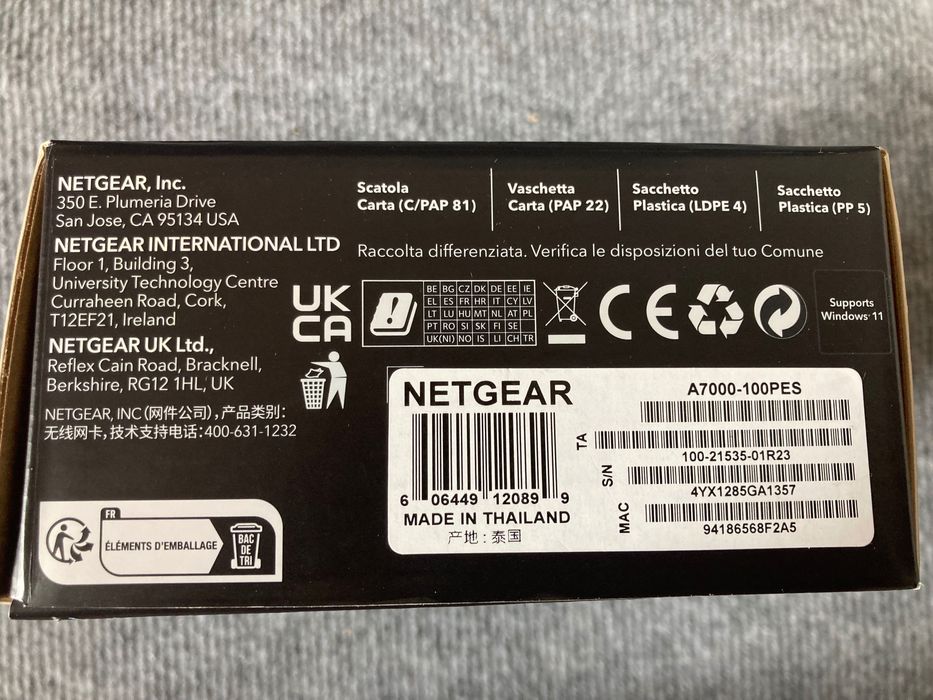 NETGEAR, Inc.
350 E. Plumeria Drive
San Jose, CA 95134 USA
NETGEAR INTERNATIONAL LTD
Floor 1, Building 3,
University Technology Centre
Curraheen Road, Cork,
T12EF21, Ireland
NETGEAR UK Ltd.,
Reflex Cain Road, Bracknell,
Berkshire, RG12 1HL, UK
NETGEAR, INC (网件公司), 产品类别:
无线网卡, 技术支持电话:400-631-1232
Scatola
Carta (C/PAP 81)
Vaschetta
Carta (PAP 22)
Sacchetto
Plastica (LDPE 4)
Sacchetto
Plastica (PP 5)
Raccolta differenziata. Verifica le disposizioni del tuo Comune
UK
CA
BE BG CZ DK DE EE IE
EL ES FR HR IT CY LV
LT LU HU MT NL AT PL
PT RO SI SK FI SE
UK(NI) NO IS LI CH TR
CE
Supports
Windows 11
FR
ÉLÉMENTS D'EMBALLAGE
BAC
DE
TRI
NETGEAR
6 06449 12089 9
MADE IN THAILAND
产地 : 泰国
A7000-100PES
TA
100-21535-01R23
S/N
4YX1285GA1357
MAC
94186568F2A5